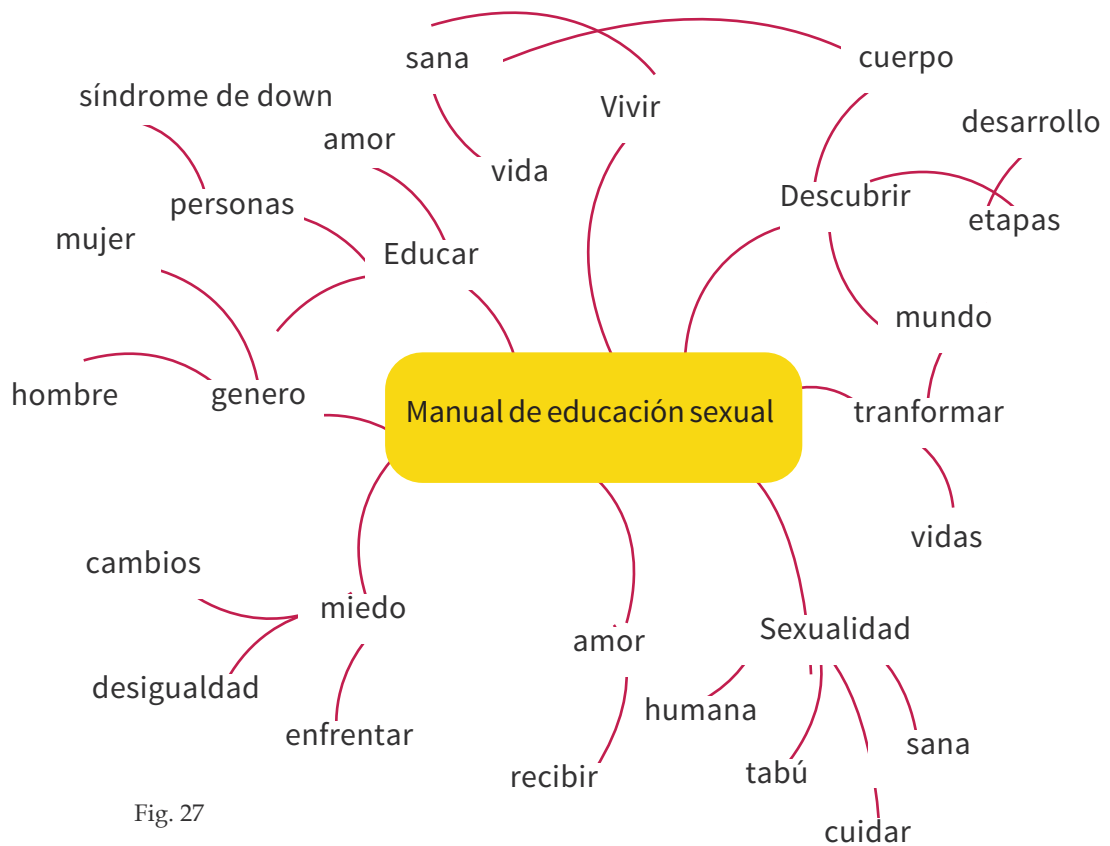 sana
cuerpo
síndrome de down
Vivir
desarrollo
amor
vida
Descubrir
personas
etapas
mujer
Educar
mundo
hombre
genero
Manual de educación sexual
tranformar
vidas
cambios
miedo
Sexualidad
amor
desigualdad
humana
enfrentar
sana
recibir
tabú
Fig. 27
cuidar